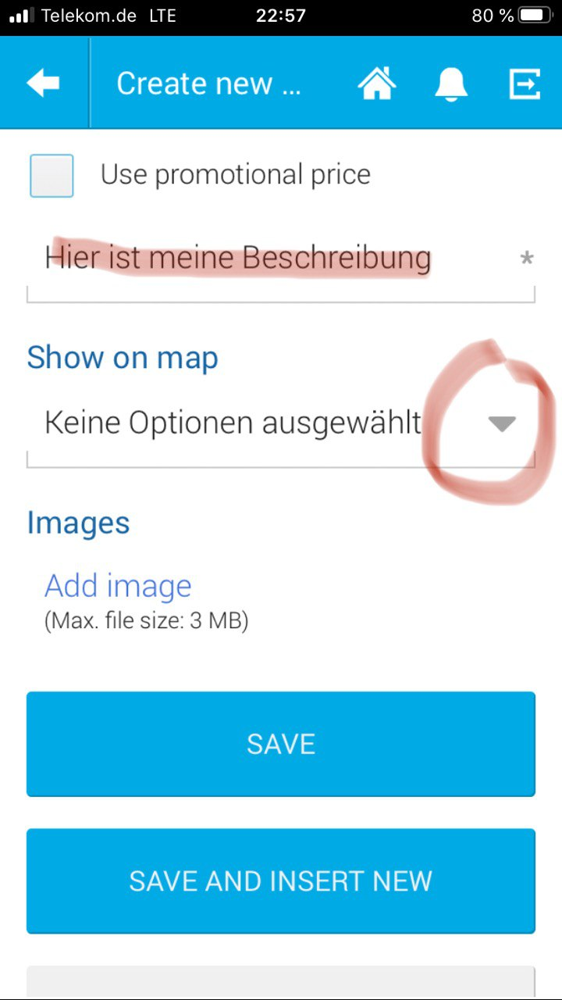 Telekom.de LTE 22:57 80 %
Create new ...
Use promotional price
Hier ist meine Beschreibung *
Show on map
Keine Optionen ausgewählt
Images
Add image
(Max. file size: 3 MB)
SAVE
SAVE AND INSERT NEW